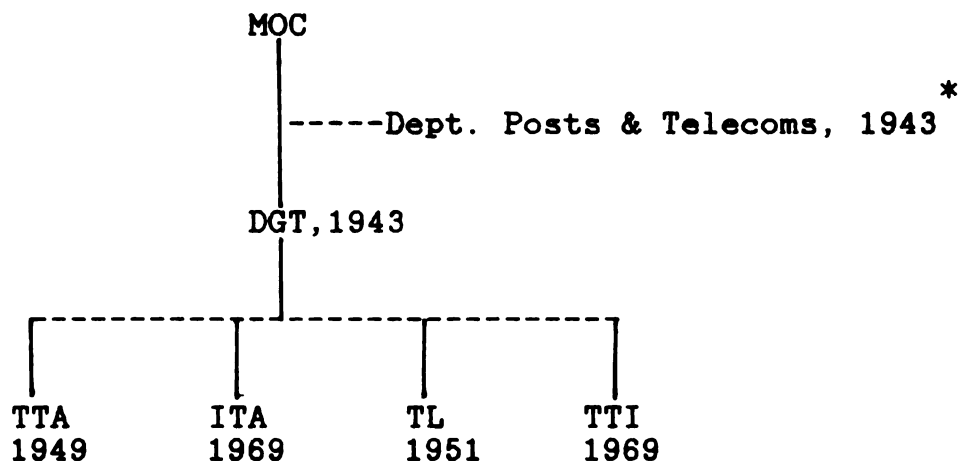 MOC
*
-----Dept. Posts & Telecoms, 1943
DGT,1943
TTA ITA TL TTI
1949 1969 1951 1969